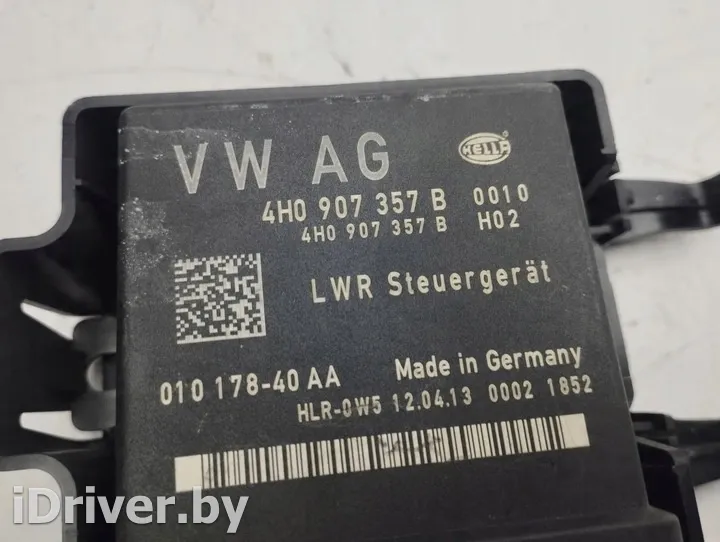 VW AG
HELLA
4H0 907 357 B 0010
4H0 907 357 B H02
LWR Steuergerät
010 178-40 AA Made in Germany
HLR-0W5 12.04.13 0002 1852
iDriver.by